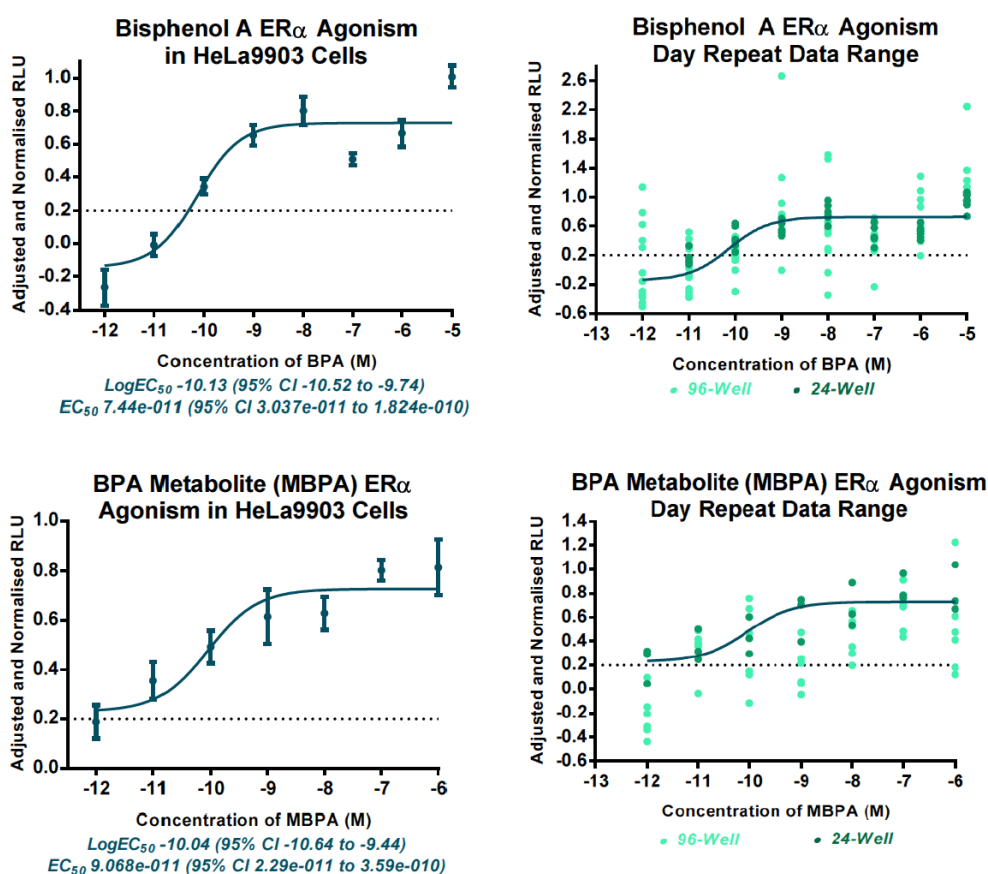 Bisphenol A ERα Agonism
in HeLa9903 Cells
Adjusted and Normalised RLU
1.0
0.8
0.6
0.4
0.2
0.0
-0.2
-0.4
-12 -11 -10 -9 -8 -7 -6 -5
Concentration of BPA (M)
LogEC50 -10.13 (95% CI -10.52 to -9.74)
EC50 7.44e-011 (95% CI 3.037e-011 to 1.824e-010)
Bisphenol A ERα Agonism
Day Repeat Data Range
Adjusted and Normalised RLU
2.6
2.2
1.8
1.4
1.0
0.6
0.2
-0.2
-0.6
-13 -12 -11 -10 -9 -8 -7 -6 -5
Concentration of BPA (M)
96-Well 24-Well
BPA Metabolite (MBPA) ERα
Agonism in HeLa9903 Cells
Adjusted and Normalised RLU
1.0
0.8
0.6
0.4
0.2
0.0
-12 -11 -10 -9 -8 -7 -6
Concentration of MBPA (M)
LogEC50 -10.04 (95% CI -10.64 to -9.44)
EC50 9.068e-011 (95% CI 2.29e-011 to 3.59e-010)
BPA Metabolite (MBPA) ERα Agonism
Day Repeat Data Range
Adjusted and Normalised RLU
1.4
1.2
1.0
0.8
0.6
0.4
0.2
0.0
-0.2
-0.4
-0.6
-13 -12 -11 -10 -9 -8 -7 -6
Concentration of MBPA (M)
96-Well 24-Well